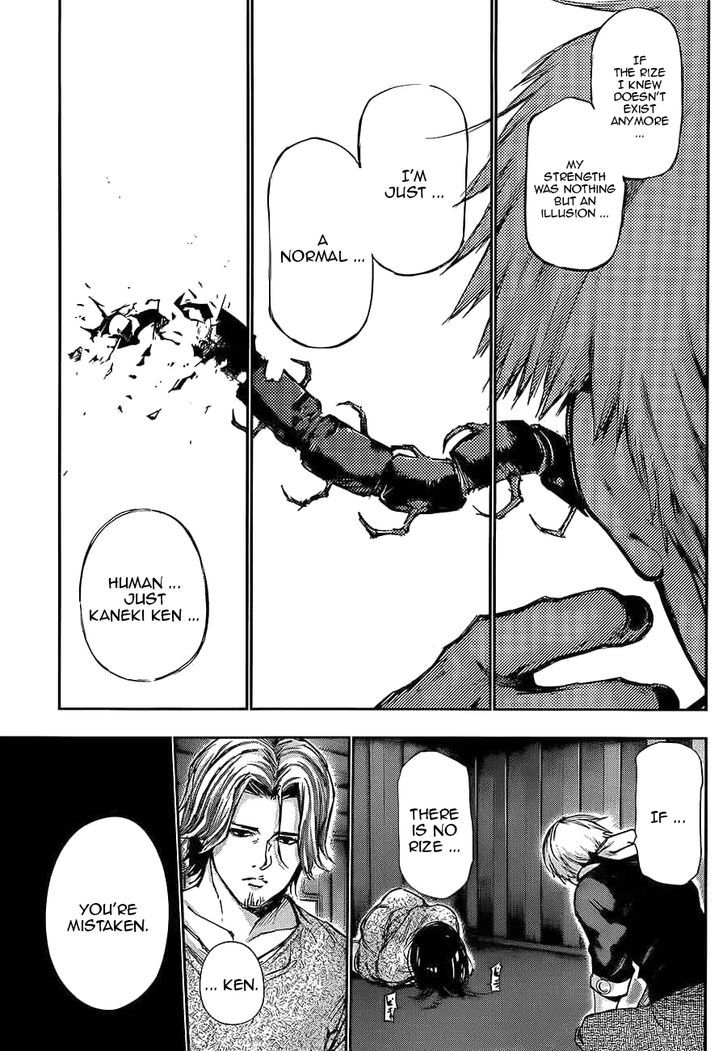 IF
THE RIZE
I KNEW
DOESN'T
EXIST
ANYMORE
...
MY
STRENGTH
WAS NOTHING
BUT AN
ILLUSION ...
I'M
JUST ...
A
NORMAL ...
HUMAN ...
JUST
KANEKI KEN ...
IF ...
THERE
IS NO
RIZE ...
... KEN.
YOU'RE
MISTAKEN.